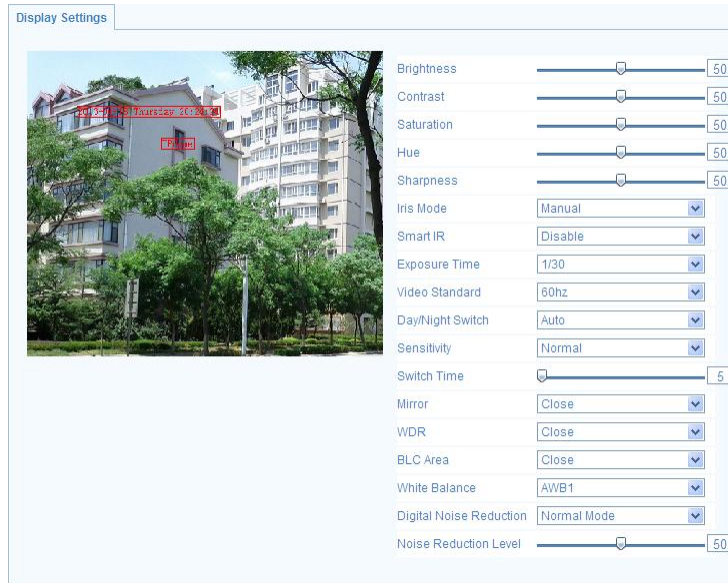 Display Settings
Thursday
Brightness 50
Contrast 50
Saturation 50
Hue 50
Sharpness 50
Iris Mode Manual
Smart IR Disable
Exposure Time 1/30
Video Standard 60hz
Day/Night Switch Auto
Sensitivity Normal
Switch Time 5
Mirror Close
WDR Close
BLC Area Close
White Balance AWB1
Digital Noise Reduction Normal Mode
Noise Reduction Level 50